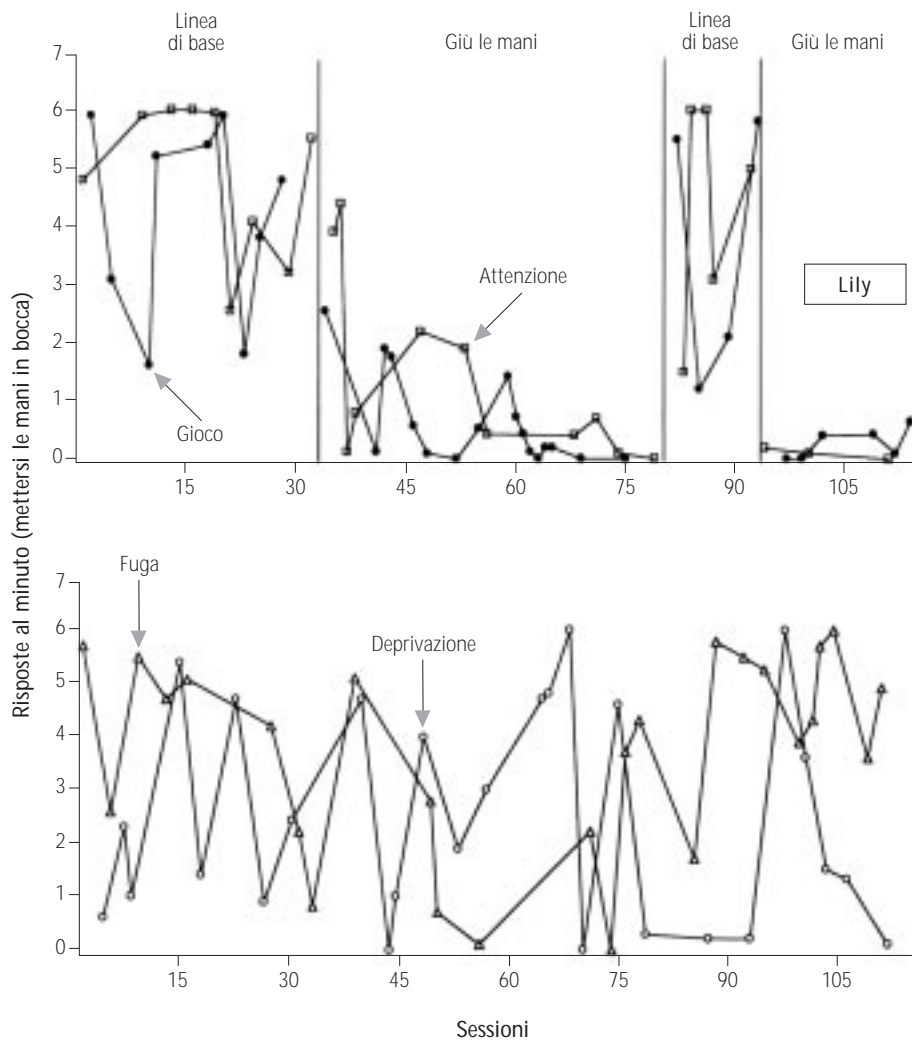 Linea
di base
Giù le mani
Linea
di base
Giù le mani
7
6
5
4
3
2
1
0
Attenzione
Lily
Gioco
15
30
45
60
75
90
105
Risposte al minuto (mettersi le mani in bocca)
7
6
5
4
3
2
1
0
Fuga
Deprivazione
15
30
45
60
75
90
105
Sessioni